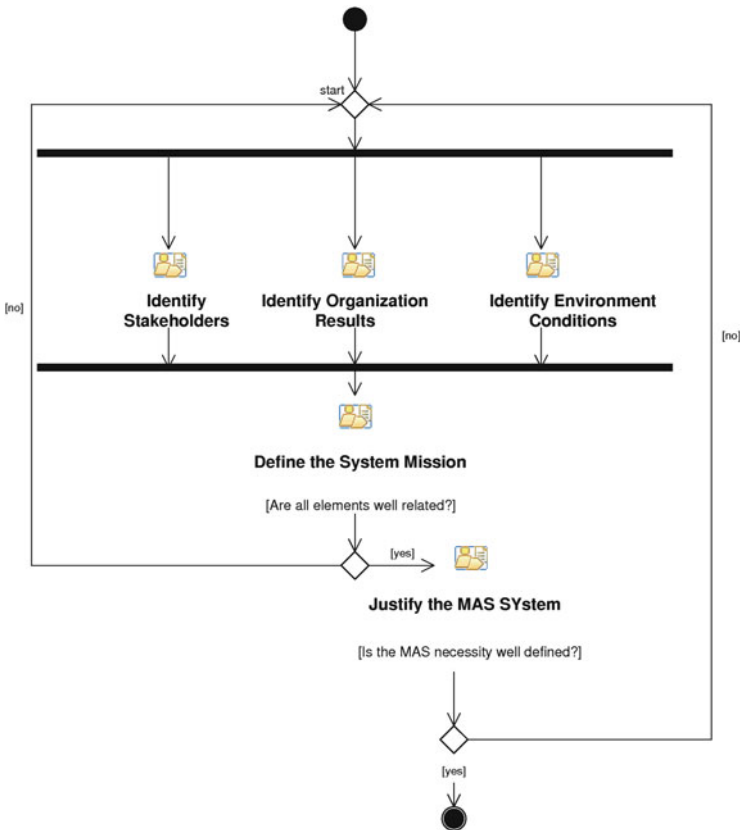 start
Identify
Stakeholders
Identify Organization
Results
Identify Environment
Conditions
[no]
[no]
Define the System Mission
[Are all elements well related?]
[yes]
Justify the MAS SYstem
[Is the MAS necessity well defined?]
[yes]